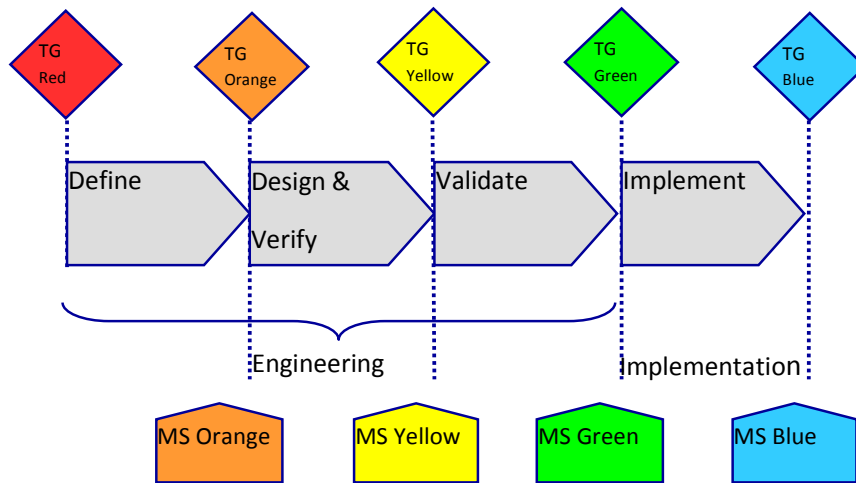 TG
Red
TG
Orange
TG
Yellow
TG
Green
TG
Blue
Define
Design &
Verify
Validate
Implement
Engineering
Implementation
MS Orange
MS Yellow
MS Green
MS Blue